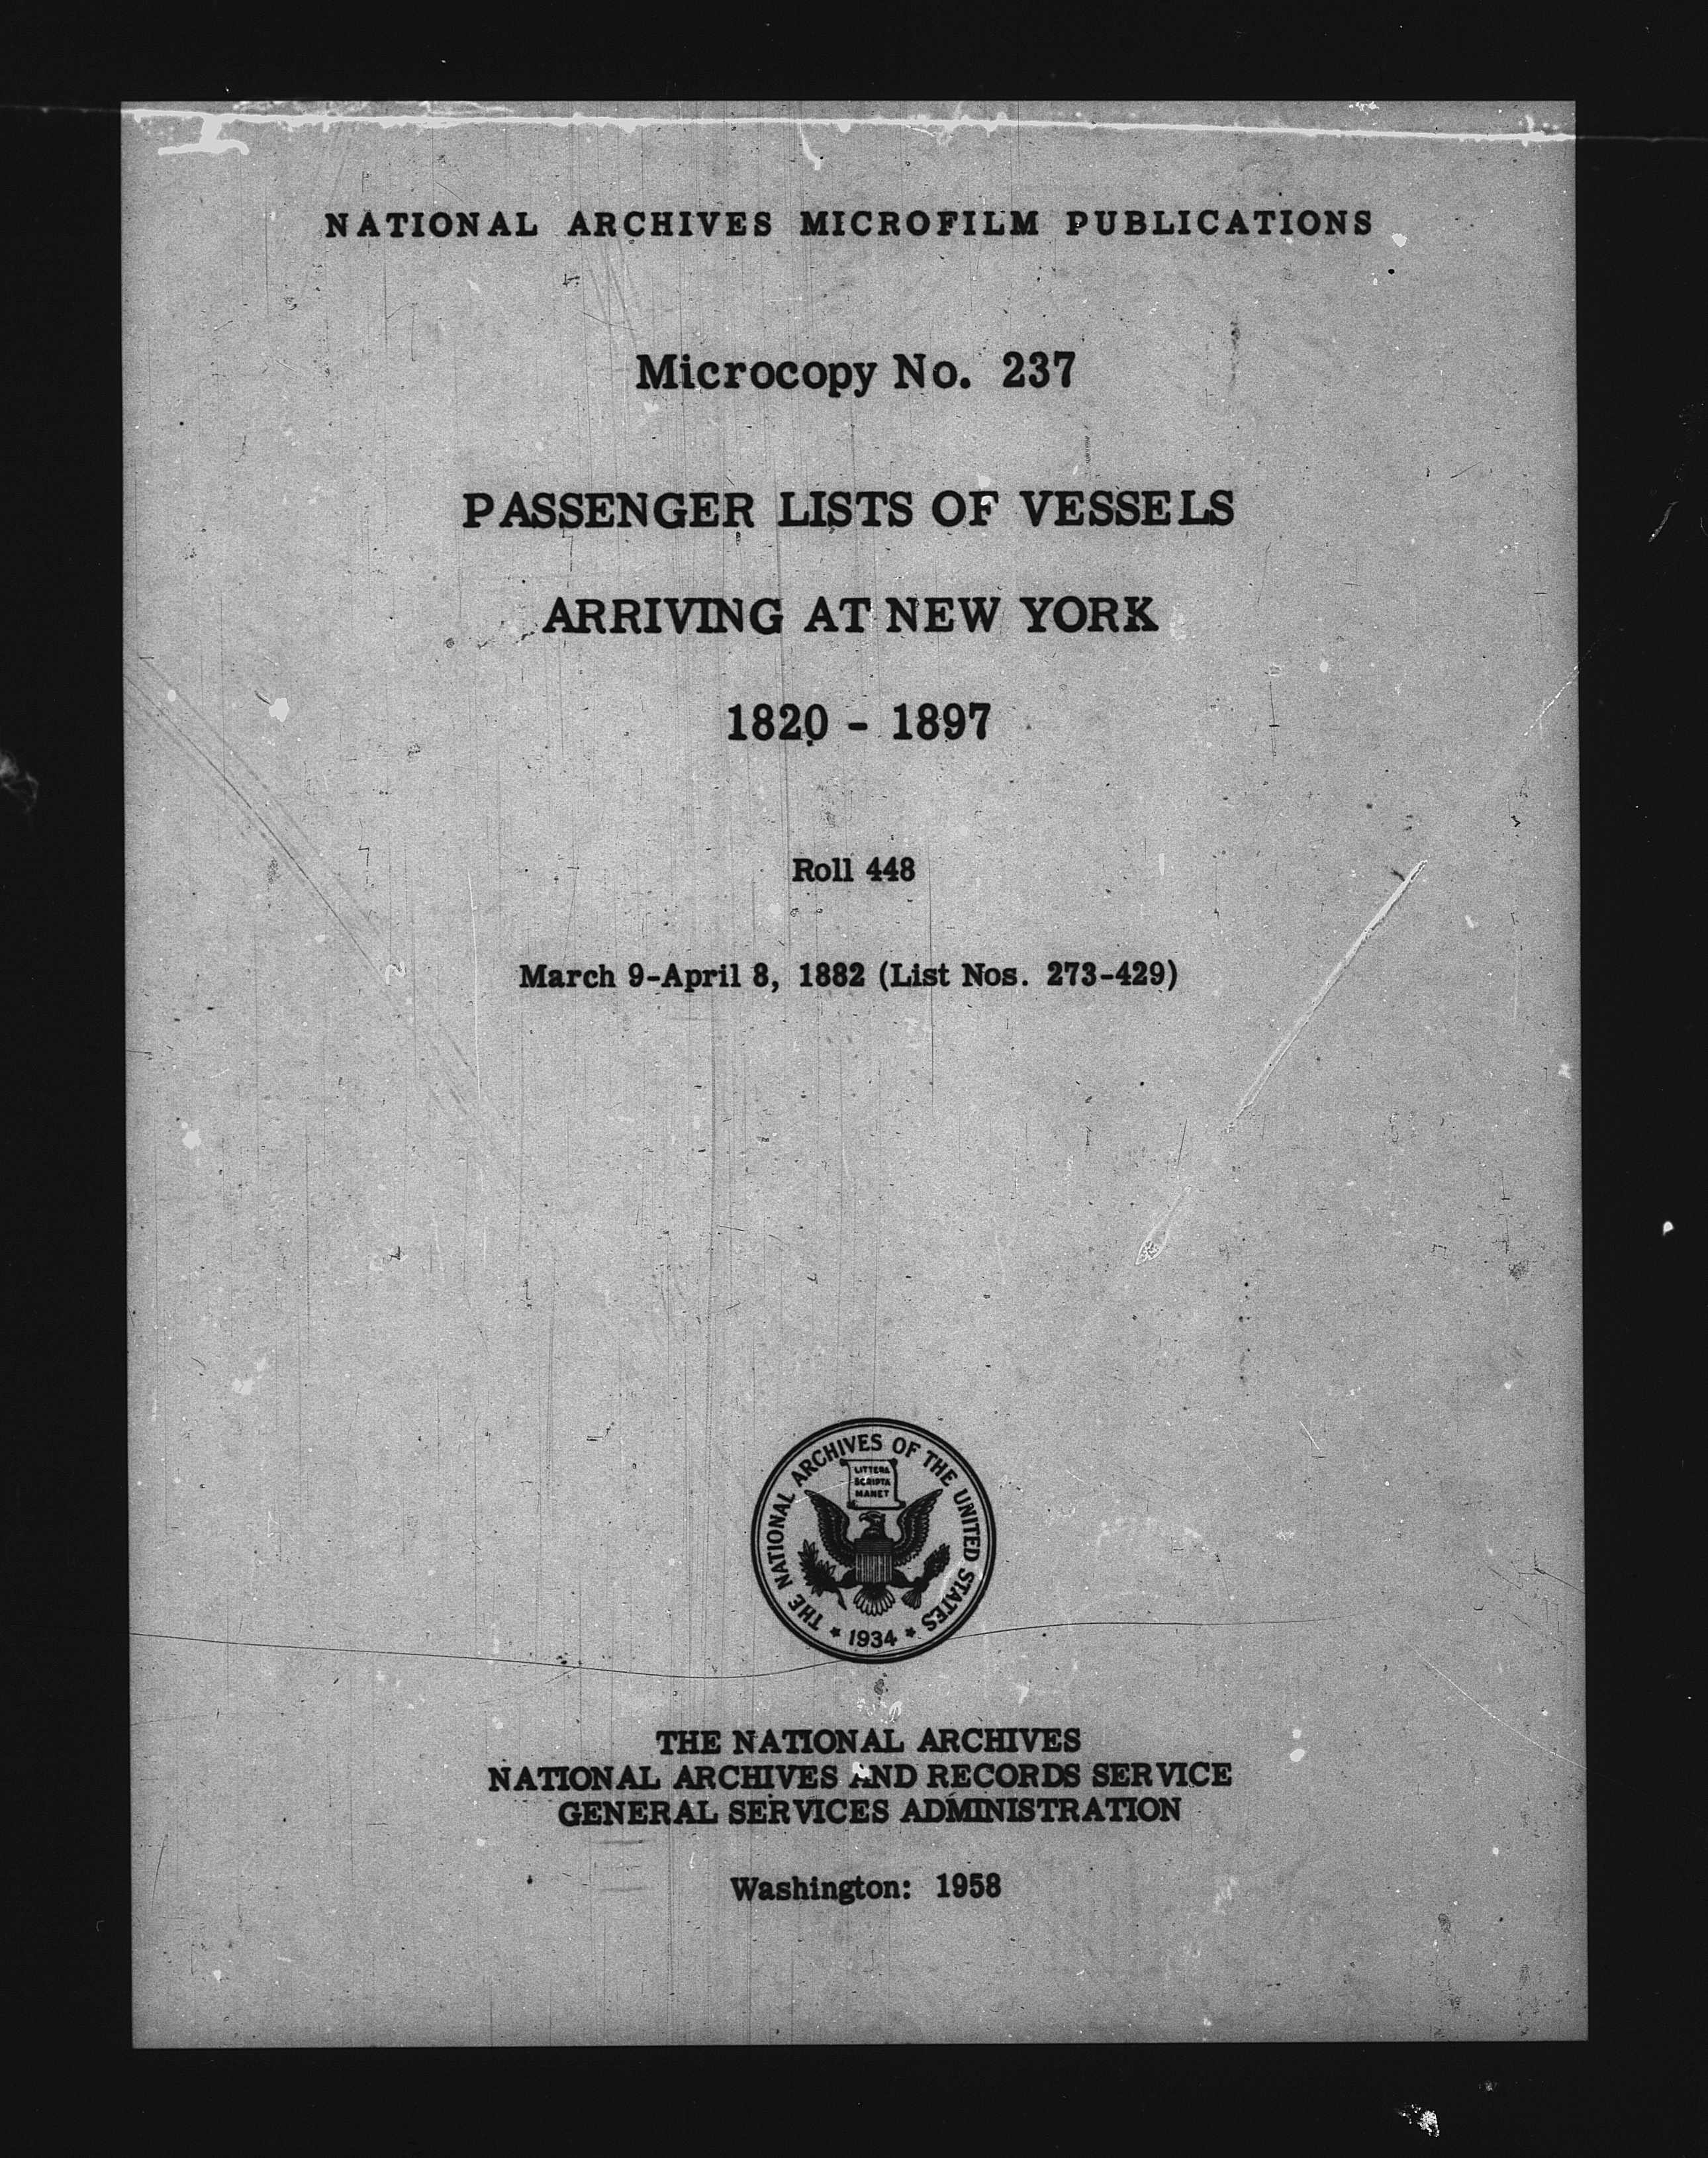 NATIONAL ARCHIVES MICROFILM PUBLICATIONS
Microcopy No. 237
PASSENGER LISTS OF VESSELS
ARRIVING AT NEW YORK
1820 - 1897
Roll 448
March 9-April 8, 1882 (List Nos. 273-429)
THE NATIONAL ARCHIVES OF THE UNITED STATES
LITTERA
SCRIPTA
MANET
* 1934 *
THE NATIONAL ARCHIVES
NATIONAL ARCHIVES AND RECORDS SERVICE
GENERAL SERVICES ADMINISTRATION
Washington: 1958